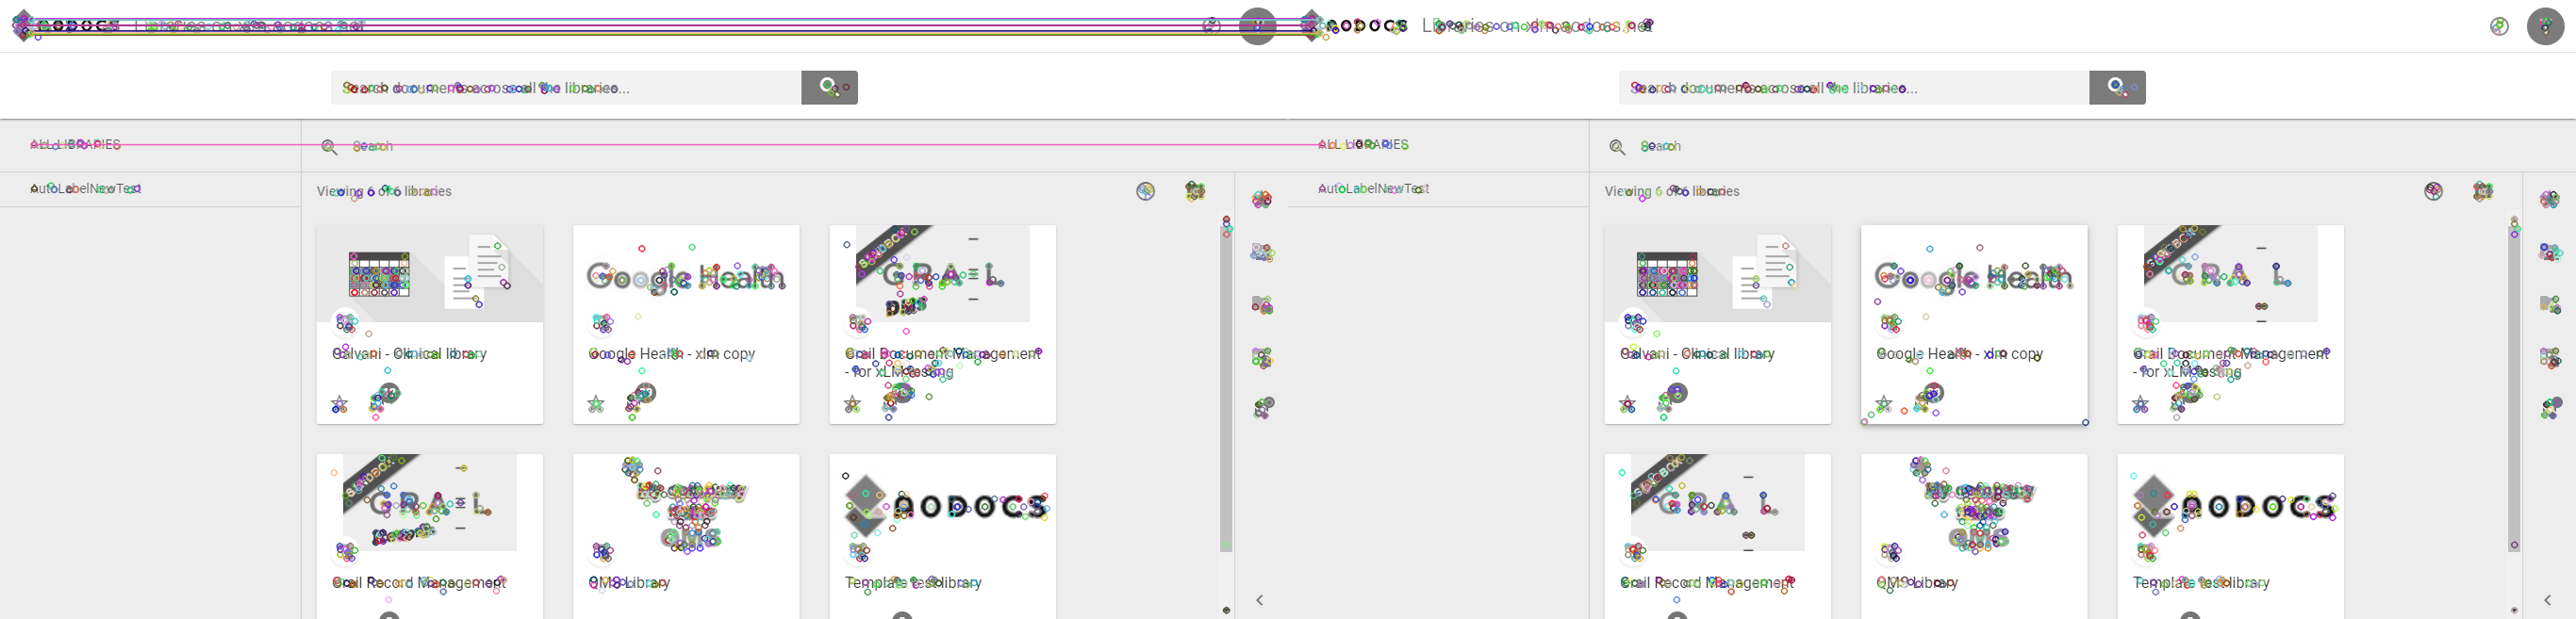 AODOCS | Libraries on xlm.aodocs.net
AODOCS | Libraries on xlm.aodocs.net
Search documents across all the libraries...
Search documents across all the libraries...
ALL LIBRARIES
Search
ALL LIBRARIES
Search
AutoLabelNewTest
Viewing 6 of 6 libraries
AutoLabelNewTest
Viewing 6 of 6 libraries
Google Health
SANDBOX
GRAIL
Google Health
SANDBOX
GRAIL
Galvani - Clinical library
Google Health - xlm copy
Grail Document Management
- for xLM testing
Galvani - Clinical library
Google Health - xlm copy
Grail Document Management
- for xLM testing
SANDBOX
GRAIL
QMS
AODOCS
SANDBOX
GRAIL
QMS
AODOCS
Grail Record Management
QMS Library
Template test library
Grail Record Management
QMS Library
Template test library